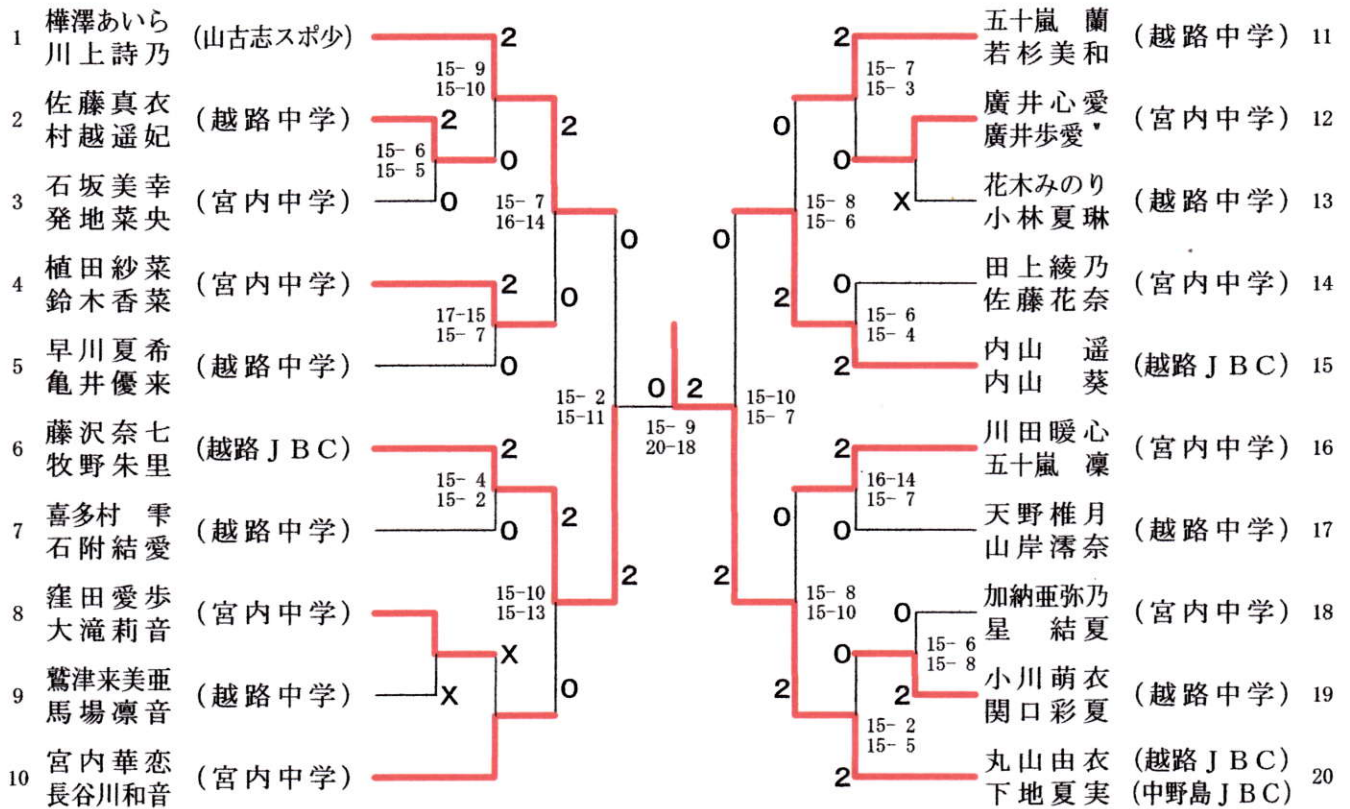 1 樺澤あいら 川上詩乃 (山古志スポ少)
2 佐藤真衣 村越遥妃 (越路中学)
3 石坂美幸 発地菜央 (宮内中学)
4 植田紗菜 鈴木香菜 (宮内中学)
5 早川夏希 亀井優来 (越路中学)
6 藤沢奈七 牧野朱里 (越路JBC)
7 喜多村 雫 石附結愛 (越路中学)
8 窪田愛歩 大滝莉音 (宮内中学)
9 鷲津来美亜 馬場凛音 (越路中学)
10 宮内華恋 長谷川和音 (宮内中学)
2
15- 9
15-10
2
15- 6
15- 5
0
0
2
15- 7
16-14
2
17-15
15- 7
0
0
0
15- 2
15-11
2
15- 4
15- 2
0
2
15-10
15-13
2
X
X
0
0 2
15- 9
20-18
2
15- 7
15- 3
0
0
X
15- 8
15- 6
0
0
15- 6
15- 4
2
2
15-10
15- 7
2
16-14
15- 7
0
0
15- 8
15-10
2
0
15- 6
15- 8
0
2
15- 2
15- 5
2
2
五十嵐 蘭 若杉美和 (越路中学) 11
廣井心愛 廣井歩愛 (宮内中学) 12
花木みのり 小林夏琳 (越路中学) 13
田上綾乃 佐藤花奈 (宮内中学) 14
内山 遥 内山 葵 (越路JBC) 15
川田暖心 五十嵐 凜 (宮内中学) 16
天野椎月 山岸澪奈 (越路中学) 17
加納亜弥乃 星 結夏 (宮内中学) 18
小川萌衣 関口彩夏 (越路中学) 19
丸山由衣 (越路JBC) 下地夏実 (中野島JBC) 20